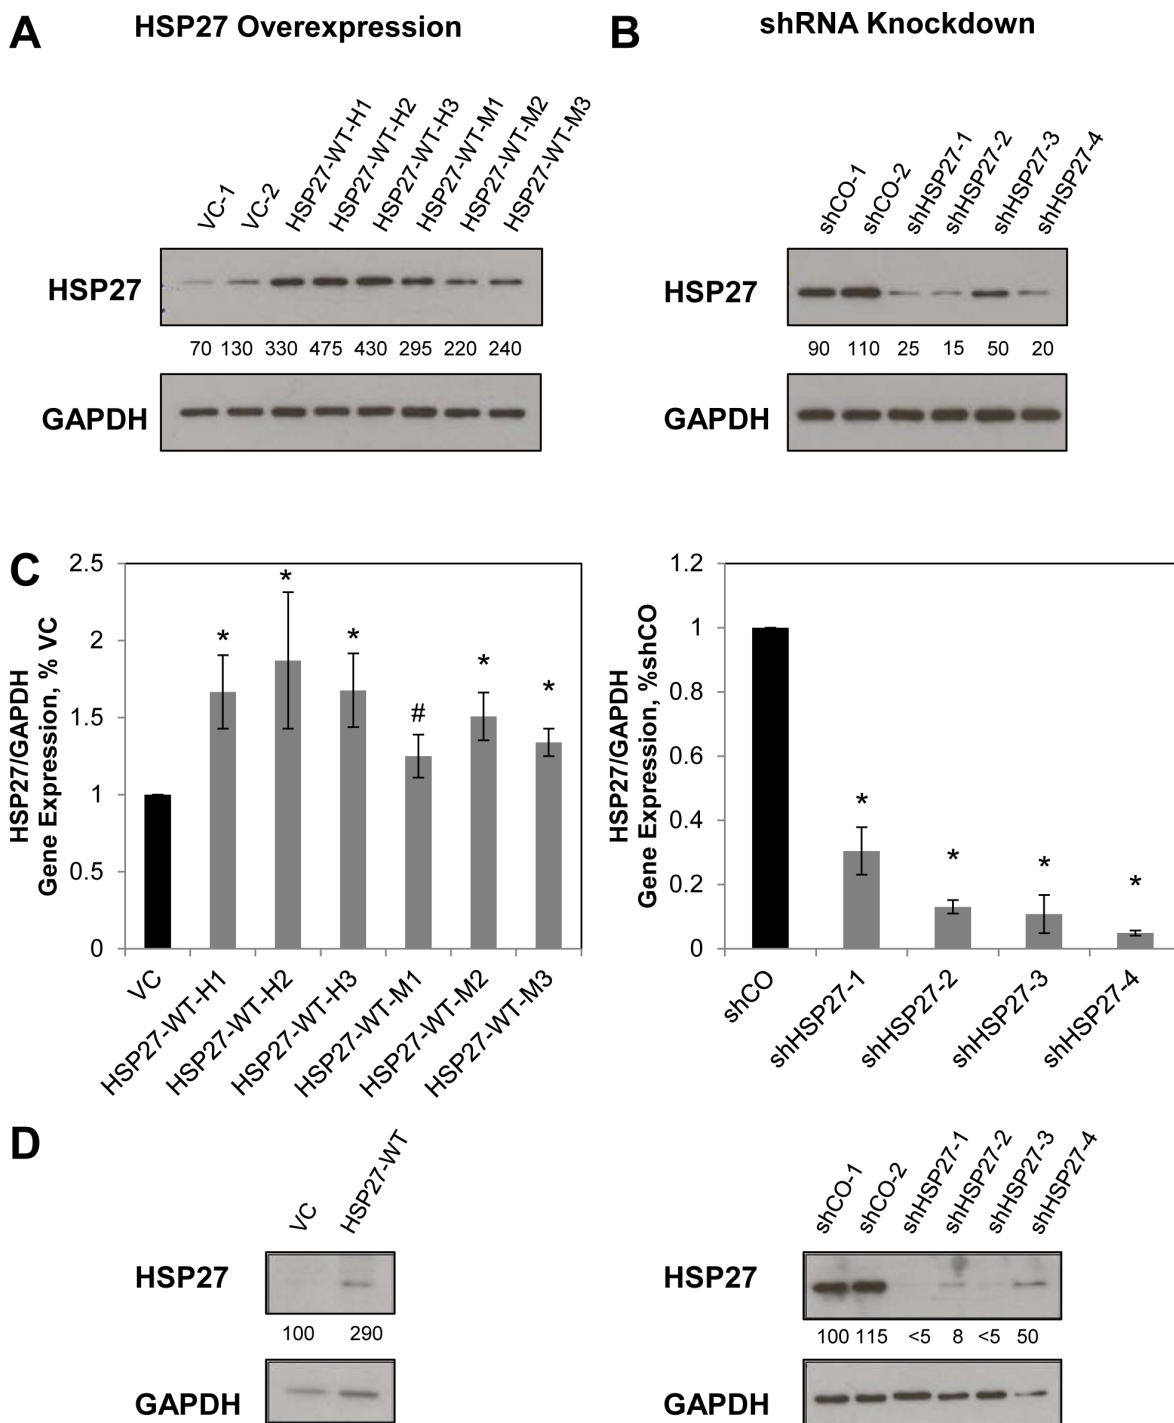 A HSP27 Overexpression
B shRNA Knockdown
VC-1 VC-2 HSP27-WT-H1 HSP27-WT-H2 HSP27-WT-H3 HSP27-WT-M1 HSP27-WT-M2 HSP27-WT-M3
HSP27
70 130 330 475 430 295 220 240
GAPDH
shCO-1 shCO-2 shHSP27-1 shHSP27-2 shHSP27-3 shHSP27-4
HSP27
90 110 25 15 50 20
GAPDH
C
HSP27/GAPDH
Gene Expression, % VC
2.5
2
1.5
1
0.5
0
* * * # * *
VC HSP27-WT-H1 HSP27-WT-H2 HSP27-WT-H3 HSP27-WT-M1 HSP27-WT-M2 HSP27-WT-M3
HSP27/GAPDH
Gene Expression, %shCO
1.2
1
0.8
0.6
0.4
0.2
0
* * * *
shCO shHSP27-1 shHSP27-2 shHSP27-3 shHSP27-4
D
VC HSP27-WT
HSP27
100 290
GAPDH
shCO-1 shCO-2 shHSP27-1 shHSP27-2 shHSP27-3 shHSP27-4
HSP27
100 115 <5 8 <5 50
GAPDH